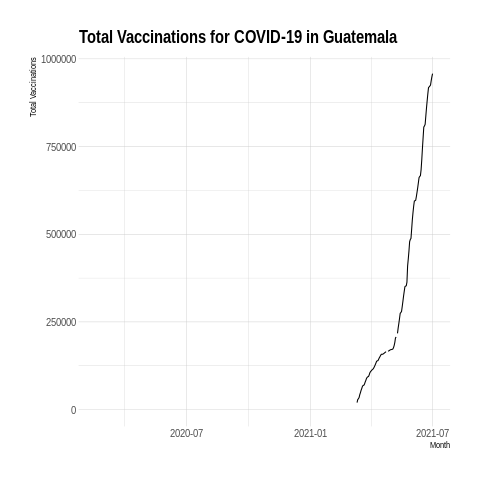 Total Vaccinations for COVID-19 in Guatemala
Total Vaccinations
1000000
750000
500000
250000
0
2020-07 2021-01 2021-07
Month